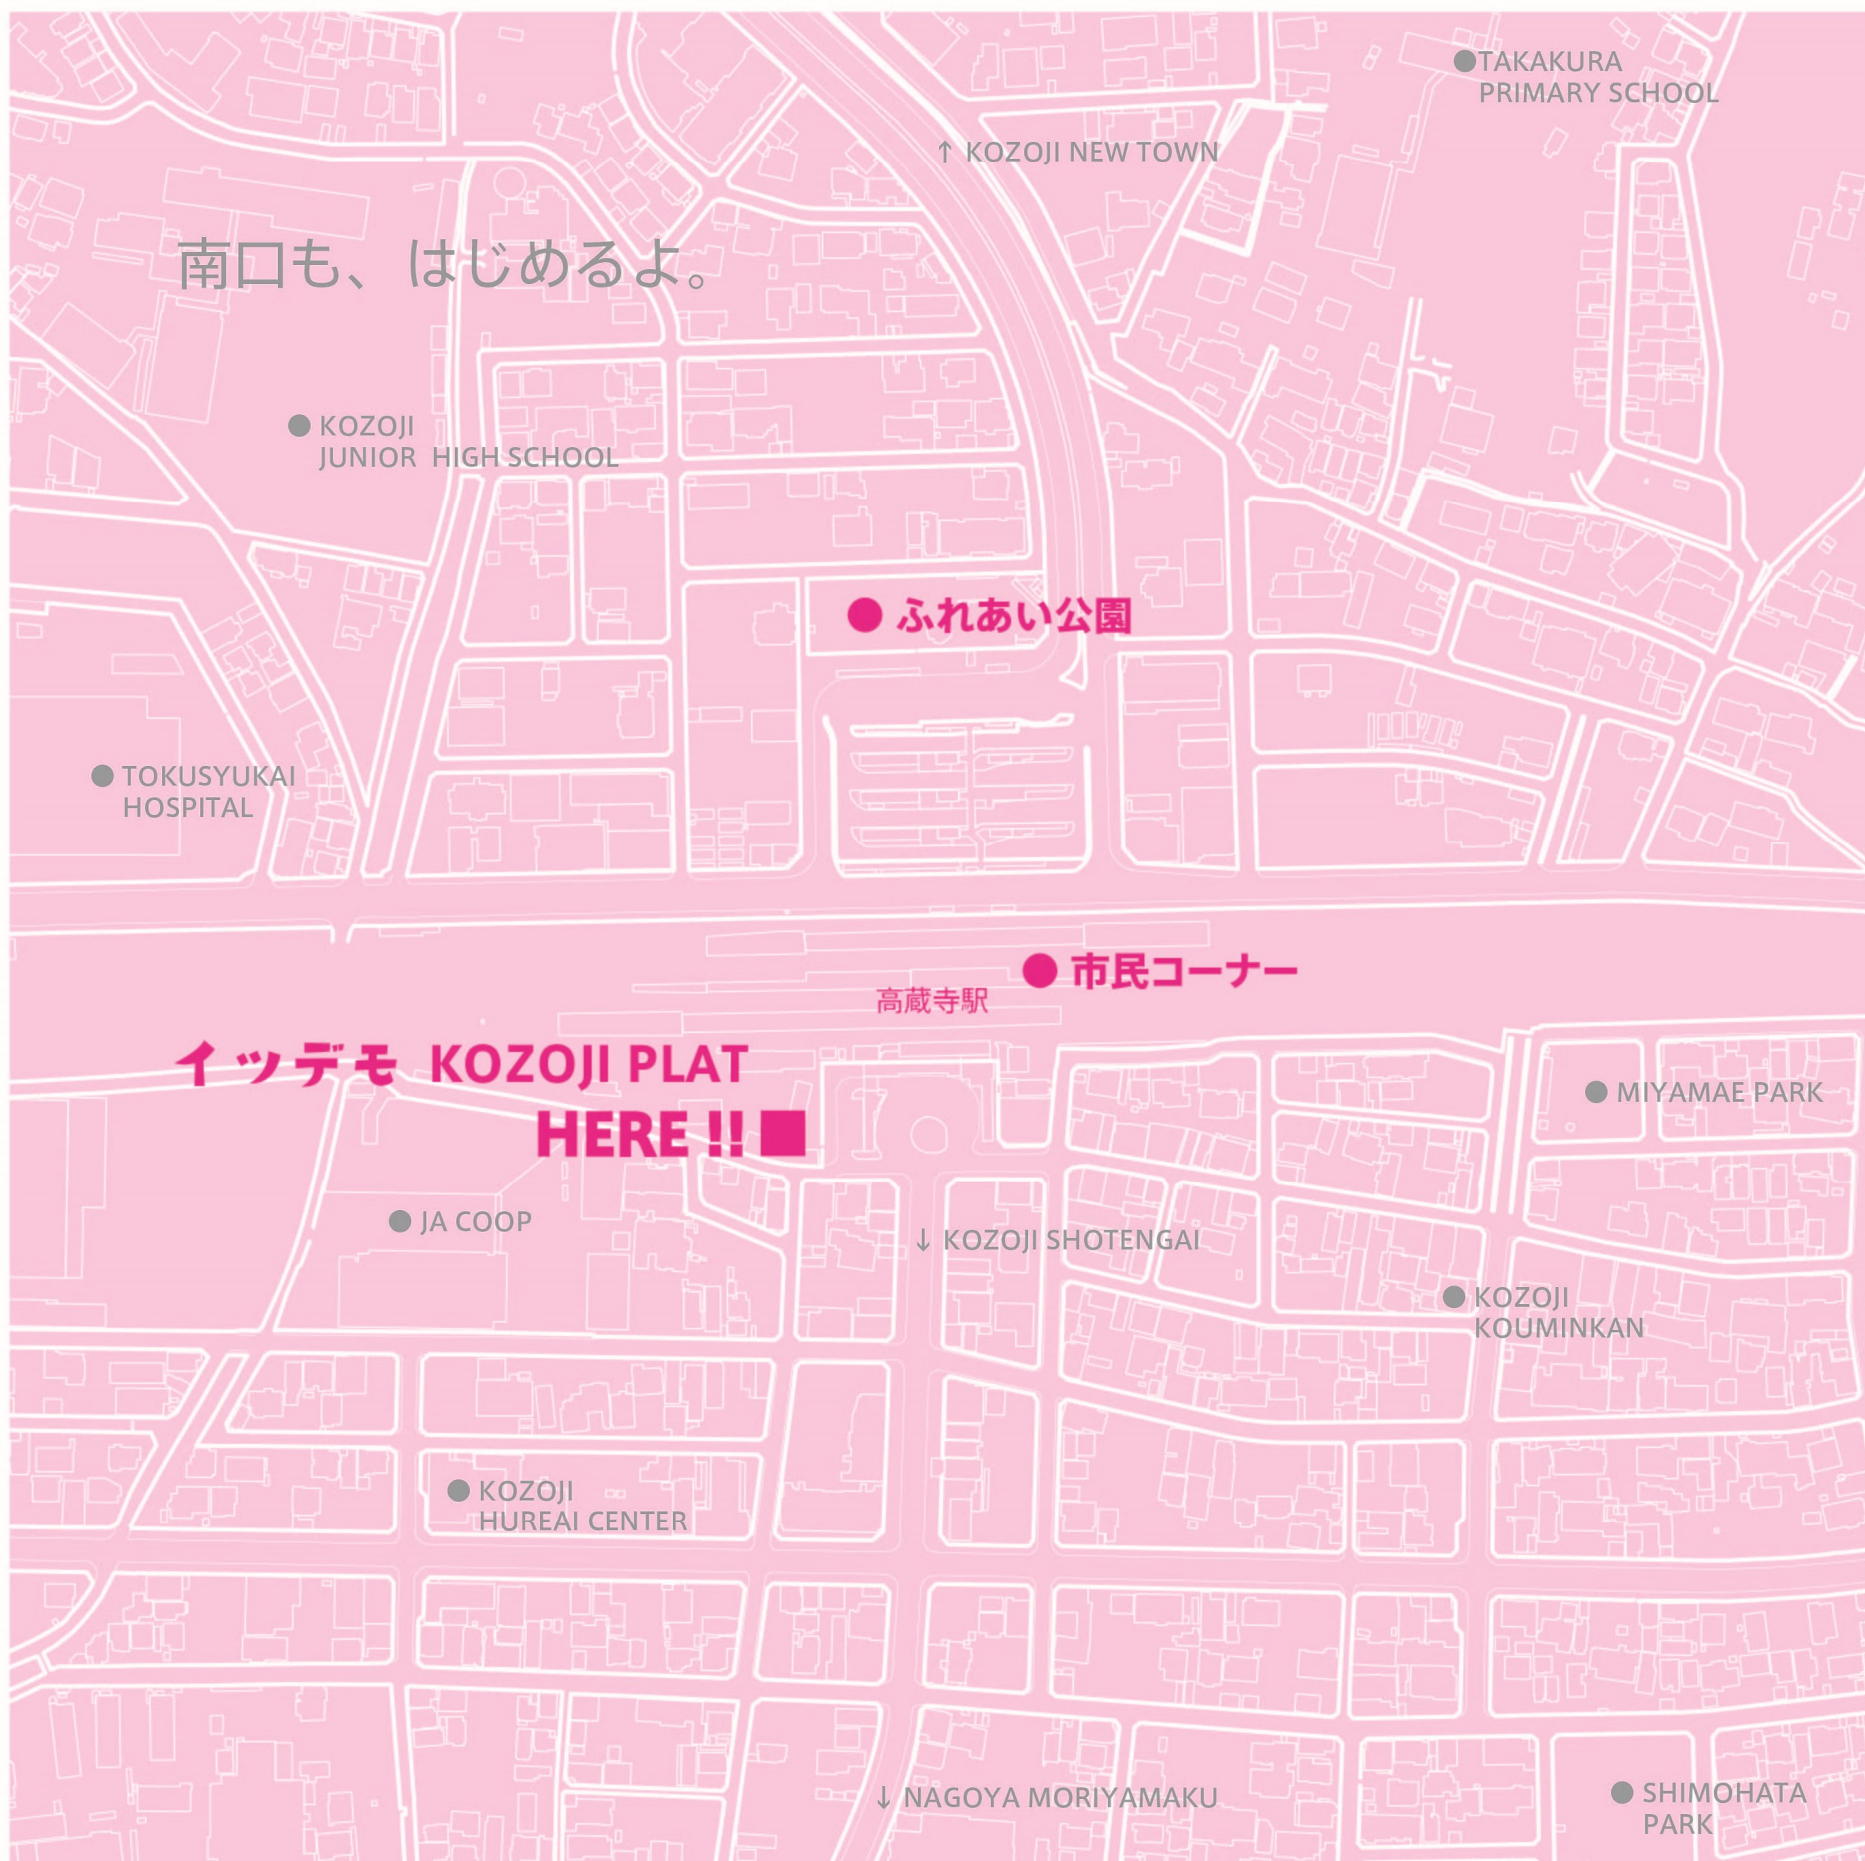 TAKAKURA
PRIMARY SCHOOL
↑ KOZOJI NEW TOWN
南口も、はじめるよ。
KOZOJI
JUNIOR HIGH SCHOOL
ふれあい公園
TOKUSYUKAI
HOSPITAL
市民コーナー
高蔵寺駅
イッデモ KOZOJI PLAT
HERE !!
MIYAMAE PARK
JA COOP
↓ KOZOJI SHOTENGAI
KOZOJI
KOUMINKAN
KOZOJI
HUREAI CENTER
↓ NAGOYA MORIYAMAKU
SHIMOHATA
PARK